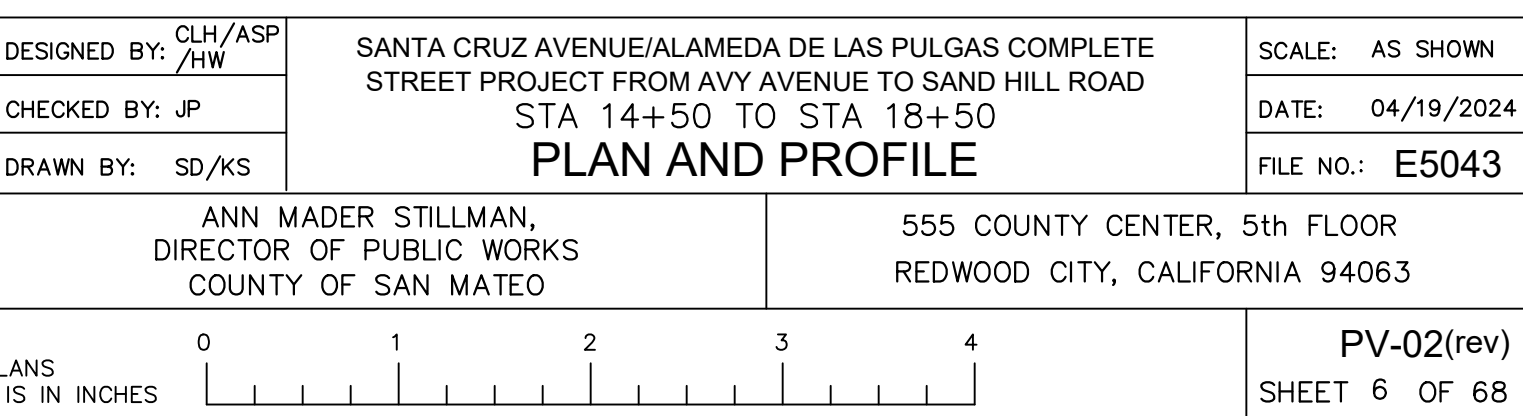 DESIGNED BY: CLH/ASP
/HW
CHECKED BY: JP
DRAWN BY: SD/KS
SANTA CRUZ AVENUE/ALAMEDA DE LAS PULGAS COMPLETE
STREET PROJECT FROM AVY AVENUE TO SAND HILL ROAD
STA 14+50 TO STA 18+50
PLAN AND PROFILE
SCALE: AS SHOWN
DATE: 04/19/2024
FILE NO.: E5043
ANN MADER STILLMAN,
DIRECTOR OF PUBLIC WORKS
COUNTY OF SAN MATEO
555 COUNTY CENTER, 5th FLOOR
REDWOOD CITY, CALIFORNIA 94063
LANS
IS IN INCHES
0 1 2 3 4
PV-02(rev)
SHEET 6 OF 68